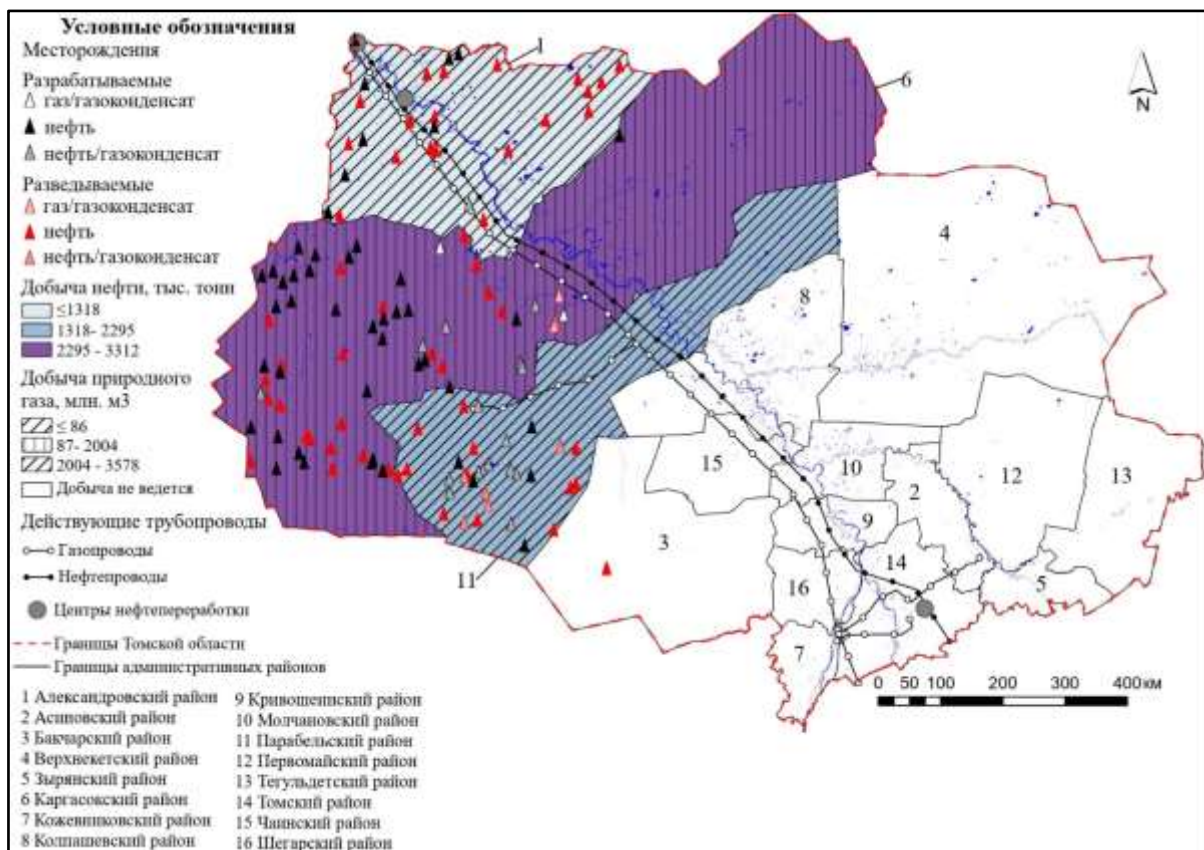 Условные обозначения
Месторождения
Разрабатываемые
газ/газоконденсат
нефть
нефть/газоконденсат
Разведываемые
газ/газоконденсат
нефть
нефть/газоконденсат
Добыча нефти, тыс. тонн
≤1318
1318- 2295
2295 - 3312
Добыча природного
газа, млн. м3
≤ 86
87- 2004
2004 - 3578
Добыча не ведется
Действующие трубопроводы
Газопроводы
Нефтепроводы
Центры нефтепереработки
Границы Томской области
Границы административных районов
1 Александровский район
2 Асиновский район
3 Бакчарский район
4 Верхнекетский район
5 Зырянский район
6 Каргасокский район
7 Кожевниковский район
8 Колпашевский район
9 Кривошеинский район
10 Молчановский район
11 Парабельский район
12 Первомайский район
13 Тегульдетский район
14 Томский район
15 Чаинский район
16 Шегарский район
1
6
N
4
8
15
10
2
12
13
9
3
14
11
16
5
7
0 50 100 200 300 400 км